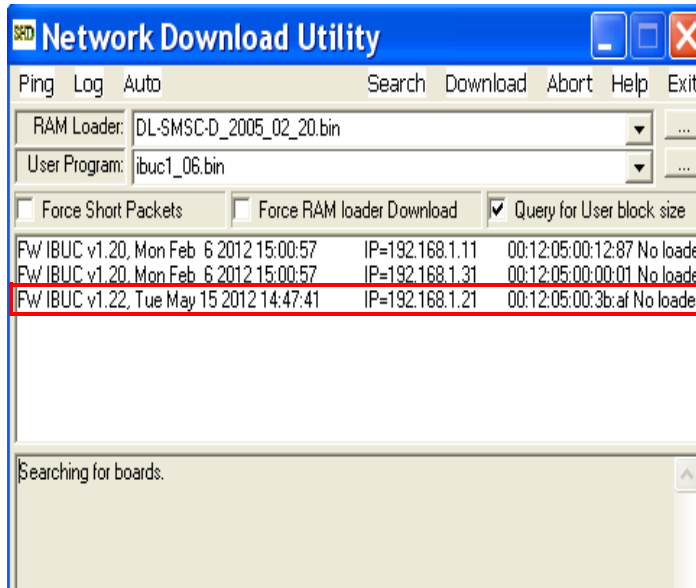 SHD Network Download Utility
Ping Log Auto Search Download Abort Help Exit
RAM Loader: DL-SMSC-D_2005_02_20.bin ...
User Program: ibuc1_06.bin ...
Force Short Packets Force RAM loader Download Query for User block size
FW IBUC v1.20, Mon Feb 6 2012 15:00:57 IP=192.168.1.11 00:12:05:00:12:87 No loade
FW IBUC v1.20, Mon Feb 6 2012 15:00:57 IP=192.168.1.31 00:12:05:00:00:01 No loade
FW IBUC v1.22, Tue May 15 2012 14:47:41 IP=192.168.1.21 00:12:05:00:3b:af No loade
Searching for boards.